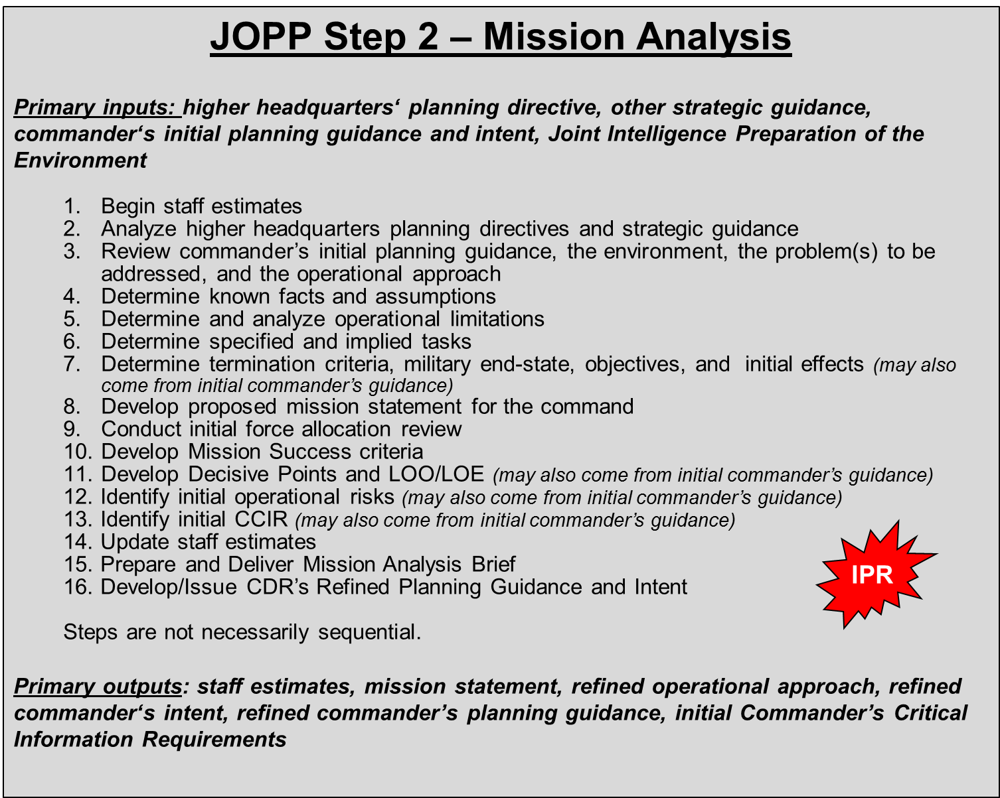 JOPP Step 2 – Mission Analysis
Primary inputs: higher headquarters‘ planning directive, other strategic guidance,
commander‘s initial planning guidance and intent, Joint Intelligence Preparation of the
Environment
1. Begin staff estimates
2. Analyze higher headquarters planning directives and strategic guidance
3. Review commander’s initial planning guidance, the environment, the problem(s) to be
addressed, and the operational approach
4. Determine known facts and assumptions
5. Determine and analyze operational limitations
6. Determine specified and implied tasks
7. Determine termination criteria, military end-state, objectives, and initial effects (may also
come from initial commander’s guidance)
8. Develop proposed mission statement for the command
9. Conduct initial force allocation review
10. Develop Mission Success criteria
11. Develop Decisive Points and LOO/LOE (may also come from initial commander’s guidance)
12. Identify initial operational risks (may also come from initial commander’s guidance)
13. Identify initial CCIR (may also come from initial commander’s guidance)
14. Update staff estimates
15. Prepare and Deliver Mission Analysis Brief
16. Develop/Issue CDR’s Refined Planning Guidance and Intent
IPR
Steps are not necessarily sequential.
Primary outputs: staff estimates, mission statement, refined operational approach, refined
commander‘s intent, refined commander’s planning guidance, initial Commander’s Critical
Information Requirements